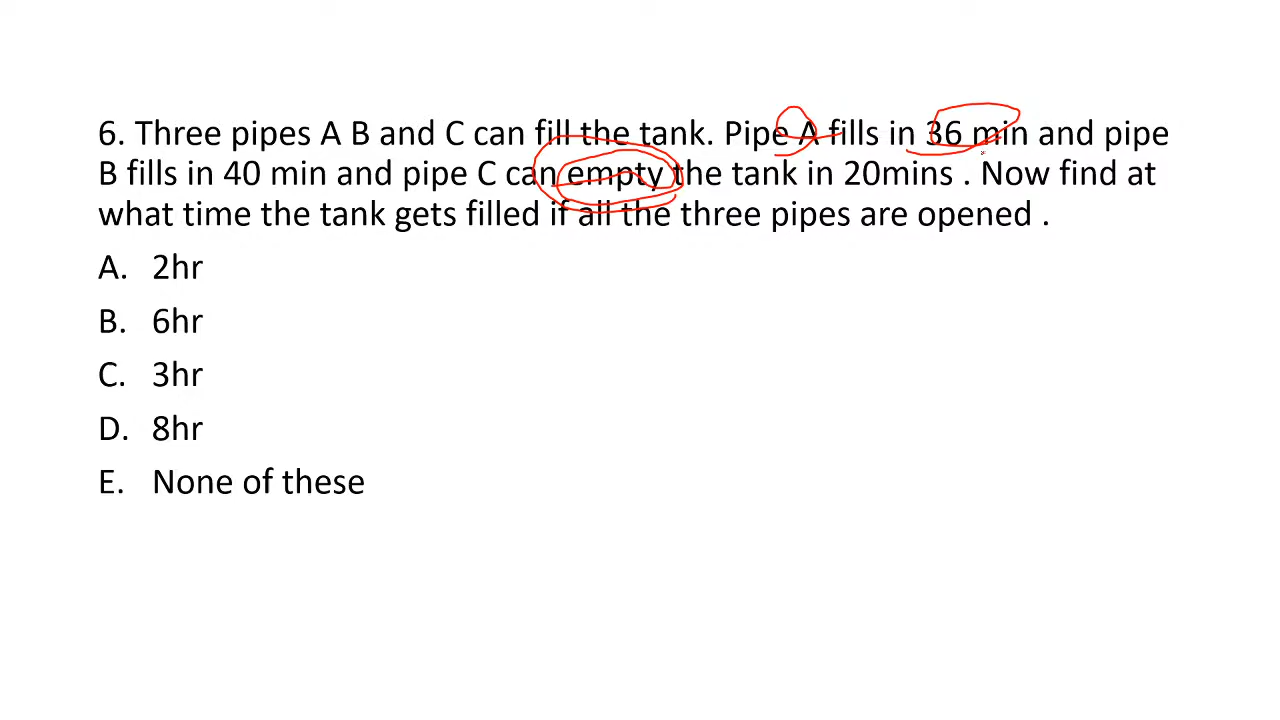 6. Three pipes A B and C can fill the tank. Pipe A fills in 36 min and pipe
B fills in 40 min and pipe C can empty the tank in 20mins . Now find at
what time the tank gets filled if all the three pipes are opened .
A. 2hr
B. 6hr
C. 3hr
D. 8hr
E. None of these